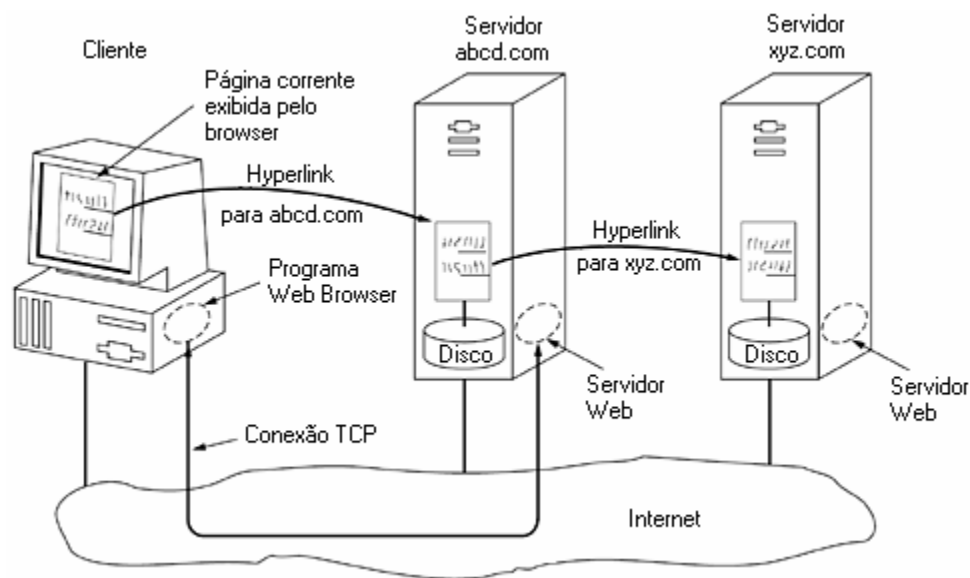 Cliente
Servidor
abcd.com
Servidor
xyz.com
Página corrente
exibida pelo
browser
Hyperlink
para abcd.com
Hyperlink
para xyz.com
Programa
Web Browser
Disco
Disco
Servidor
Web
Servidor
Web
Conexão TCP
Internet